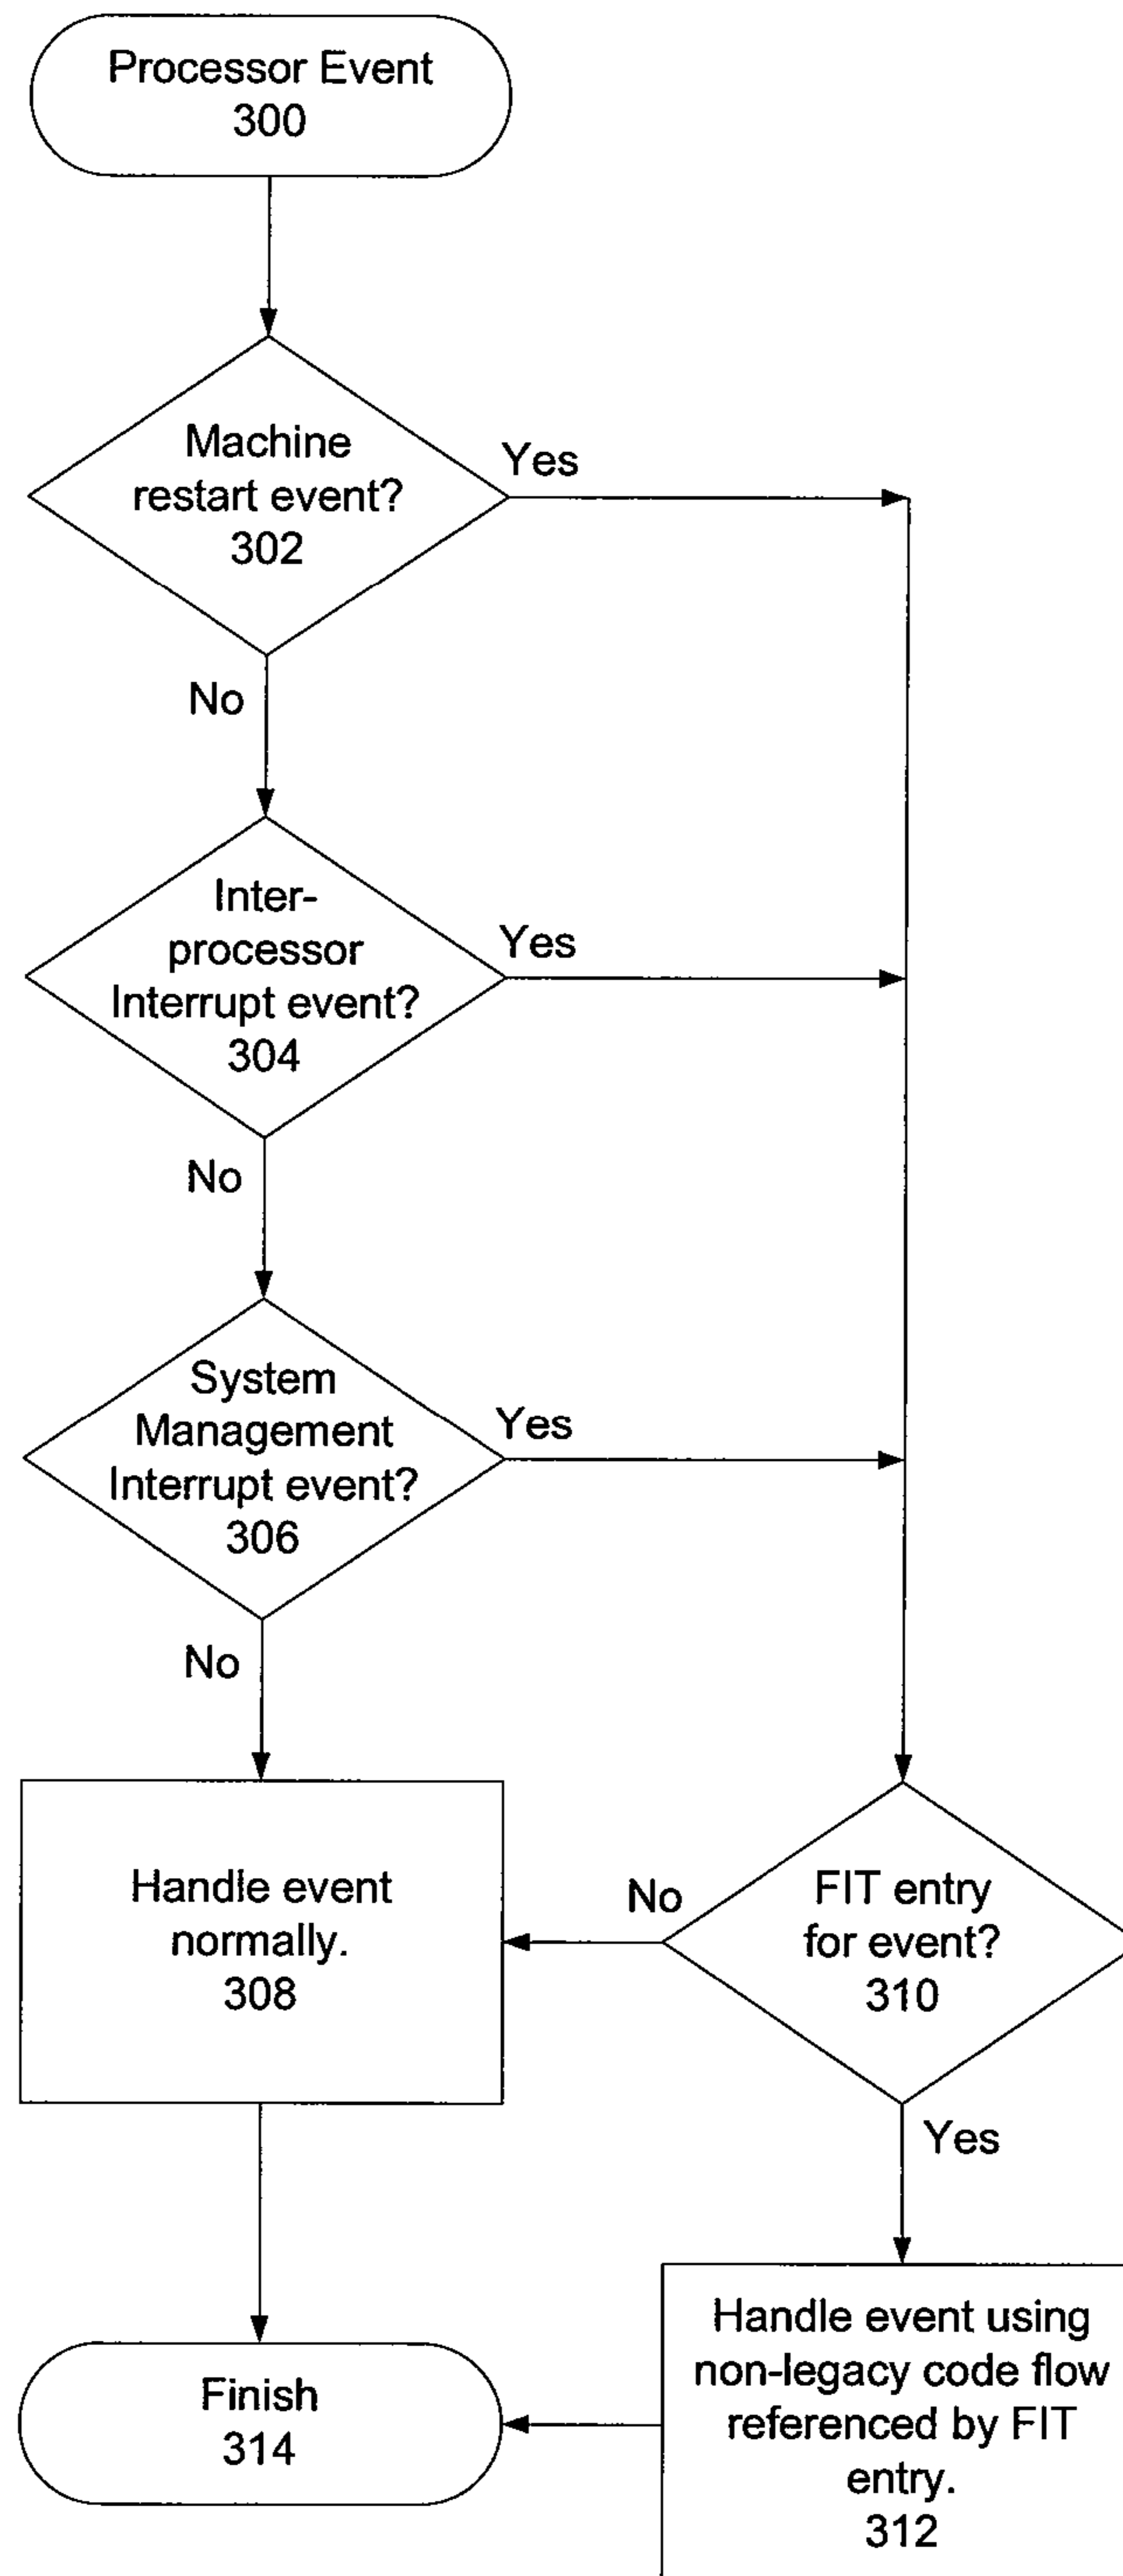 Processor Event
300
Machine
restart event?
302
Yes
No
Inter-
processor
Interrupt event?
304
Yes
No
System
Management
Interrupt event?
306
Yes
No
Handle event
normally.
308
No
FIT entry
for event?
310
Yes
Handle event using
non-legacy code flow
referenced by FIT
entry.
312
Finish
314